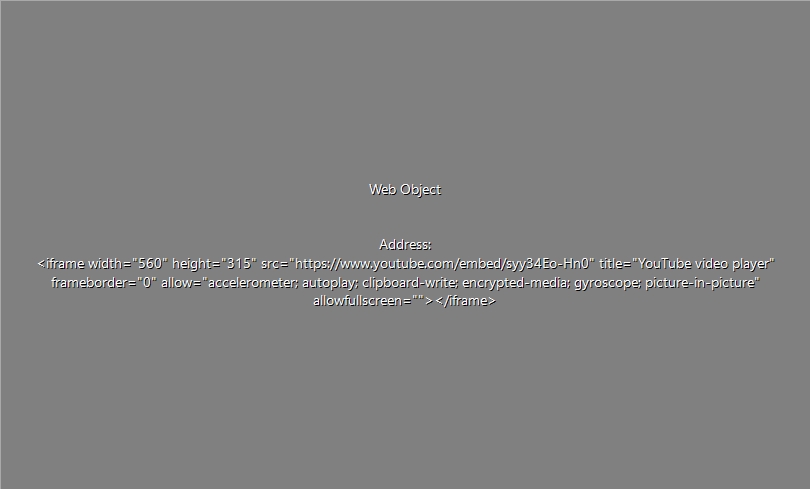 Web Object
Address:
<iframe width="560" height="315" src="https://www.youtube.com/embed/syy34Eo-Hn0" title="YouTube video player"
frameborder="0" allow="accelerometer; autoplay; clipboard-write; encrypted-media; gyroscope; picture-in-picture"
allowfullscreen=""></iframe>